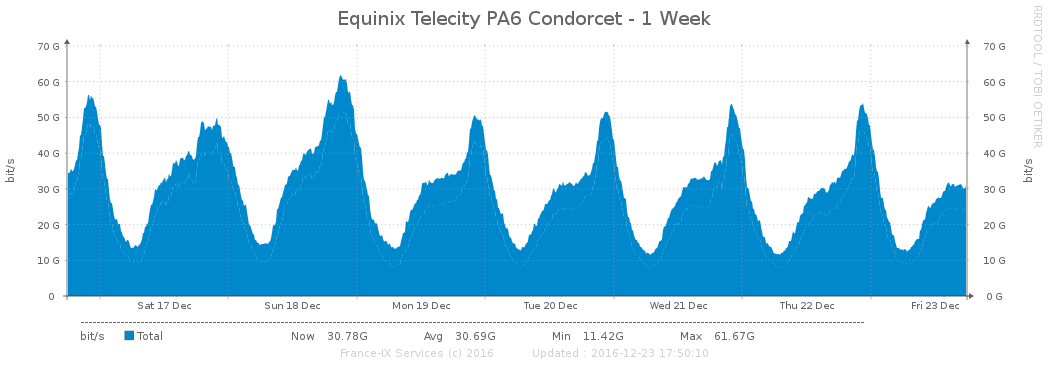 Equinix Telecity PA6 Condorcet - 1 Week
RRDTOOL / TOBI OETIKER
bit/s
70 G
60 G
50 G
40 G
30 G
20 G
10 G
0
70 G
60 G
50 G
40 G
30 G
20 G
10 G
0 G
bit/s
Sat 17 Dec Sun 18 Dec Mon 19 Dec Tue 20 Dec Wed 21 Dec Thu 22 Dec Fri 23 Dec
bit/s Total Now 30.78G Avg 30.69G Min 11.42G Max 61.67G
France-IX Services (c) 2016 Updated : 2016-12-23 17:50:10